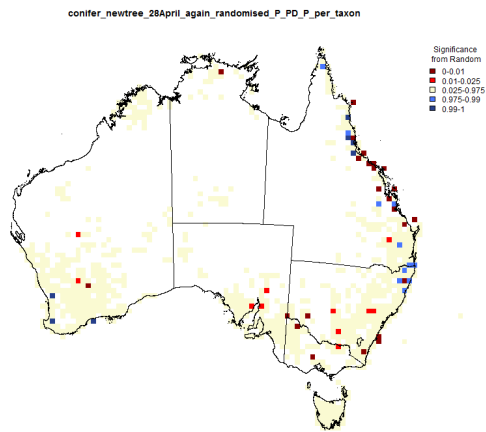 conifer_newtree_28April_again_randomised_P_PD_P_per_taxon
Significance
from Random
0-0.01
0.01-0.025
0.025-0.975
0.975-0.99
0.99-1